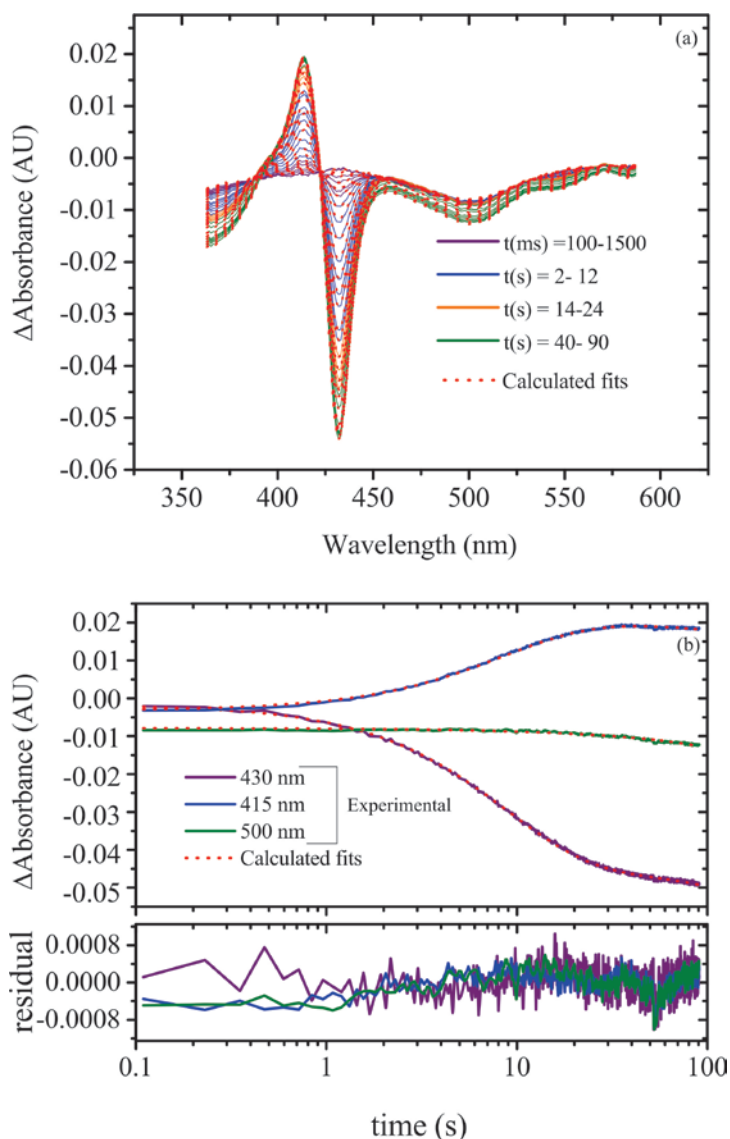 (a)
0.02
0.01
0.00
-0.01
-0.02
-0.03
-0.04
-0.05
-0.06
ΔAbsorbance (AU)
t(ms) =100-1500
t(s) = 2- 12
t(s) = 14-24
t(s) = 40- 90
Calculated fits
350 400 450 500 550 600
Wavelength (nm)
(b)
0.02
0.01
0.00
-0.01
-0.02
-0.03
-0.04
-0.05
ΔAbsorbance (AU)
430 nm
415 nm
500 nm
Experimental
Calculated fits
0.0008
0.0000
-0.0008
residual
0.1 1 10 100
time (s)